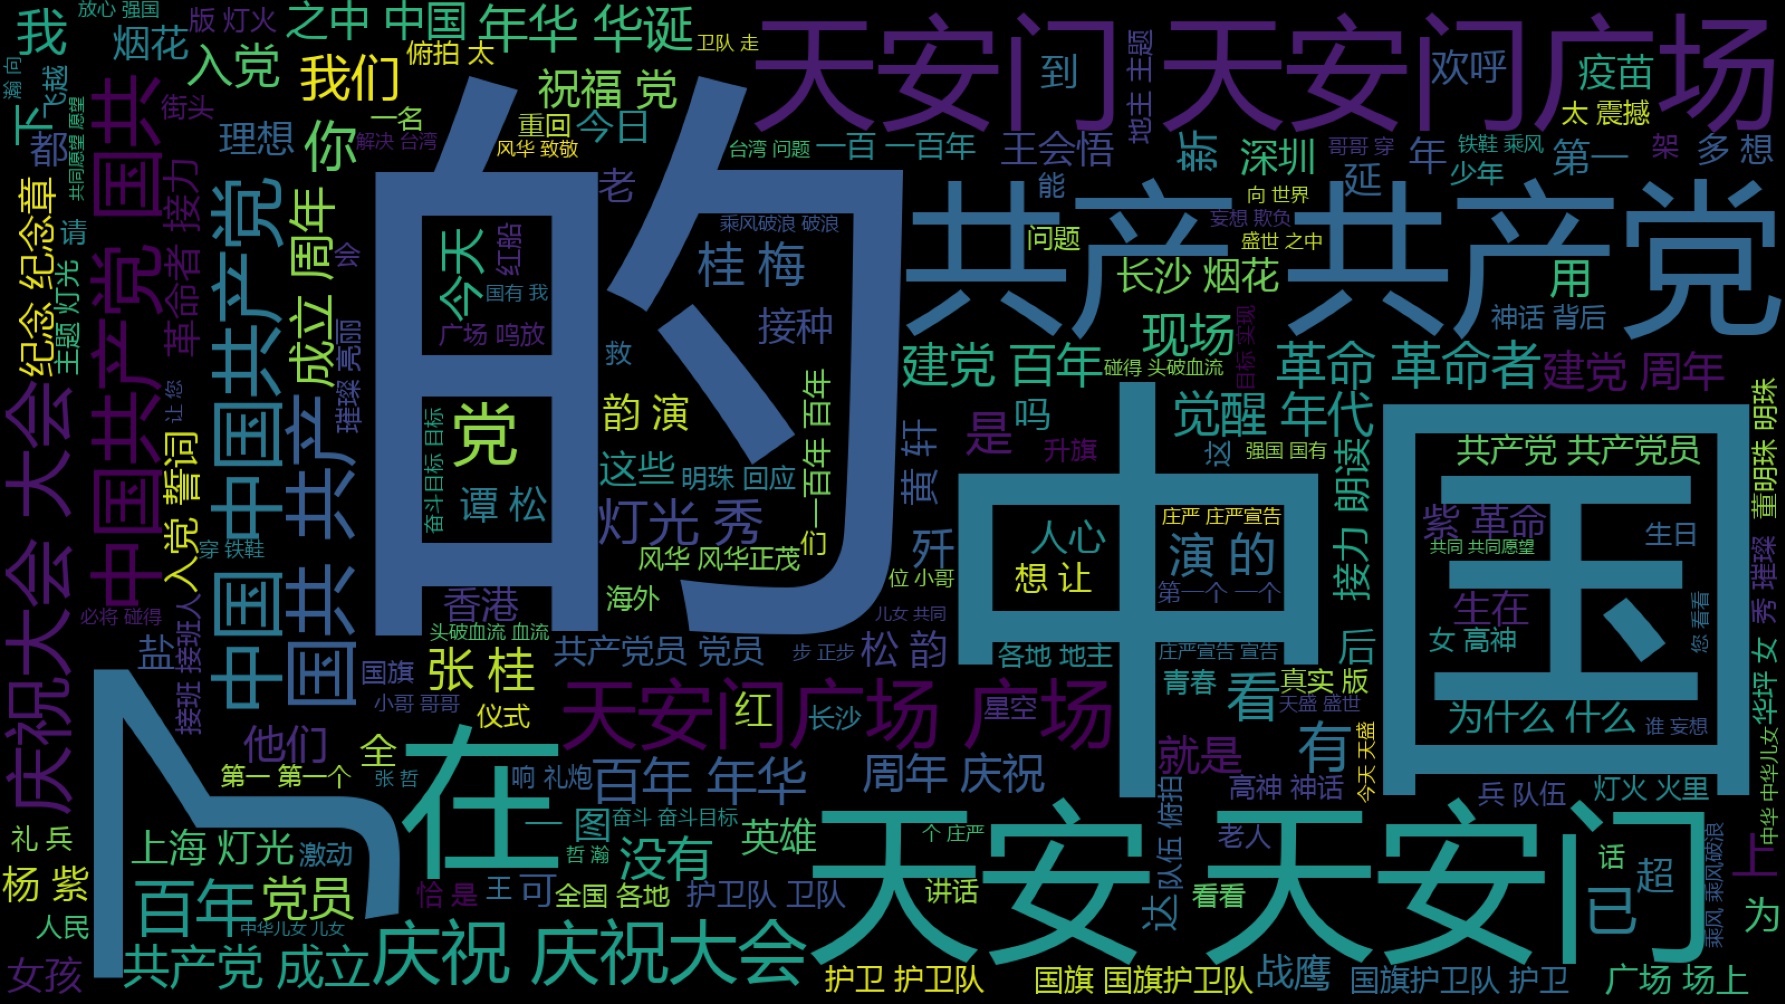 放心 强国
版 灯火
之中 中国
年华 华诞
卫队 走
天安门 天安门广场
我
烟花
入党
我们
俯拍 太
祝福 党
到
地主 主题
欢呼
疫苗
太 震撼
瀚 向
飞越
下
都
共同愿望 愿望
中国共产党 国共
街头
理想
你
一名
解决 台湾
重回
今日
风华 致敬
台湾 问题
一百 一百年
王会悟
能
新
深圳
哥哥 穿
延
年
铁鞋 乘风
少年
第一
架
多 想
的
老
共产 共产党
向 世界
妄想 欺负
盛世 之中
问题
长沙 烟花
用
神话 背后
纪念 纪念章
请
主题 灯光
革命者 接力
中国 中国共产党
成立 周年
会
璀璨 亮丽
今天
红船
国有 我
广场 鸣放
乘风破浪 破浪
桂 梅
接种
救
现场
目标 实现
建党 百年
碰得 头破血流
革命 革命者
建党 周年
庆祝大会 大会
让 您
入党 誓词
国共 共产
奋斗目标 目标
党
谭 松
韵 演
这些
明珠 回应
一百年 百年
们
灯光 秀
风华 风华正茂
海外
黄 轩
是
吗
升旗
觉醒 年代
这
强国 国有
接力 朗读
中国
共产党 共产党员
紫 革命
共同 共同愿望
生日
生在
女 高神
您 看看
为什么 什么
谁 妄想
董明珠 明珠
秀 璀璨
穿 铁鞋
必将 碰得
盐
接班 接班人
香港
头破血流 血流
张 桂
共产党员 党员
步 正步
松 韵
儿女 共同
位 小哥
歼
人心
想 让
庄严 庄严宣告
演 的
第一个 一个
各地 地主
庄严宣告 宣告
后
国旗
小哥 哥哥
仪式
天安门广场 广场
红
长沙
星空
青春
看
真实 版
天盛 盛世
就是
有
今天 天盛
华坪 女
中华 中华儿女
他们
全
第一 第一个
张 哲
在
响 礼炮
百年 年华
周年 庆祝
高神 神话
兵 队伍
灯火 火里
礼 兵
上海 灯光
激动
一
图
奋斗 奋斗目标
英雄
哲 瀚
没有
个 庄严
天安 天安门
队伍 俯拍
达
老人
话
超
已
乘风 乘风破浪
上
为
杨 紫
百年
党员
恰 是
王
可
全国 各地
护卫队 卫队
讲话
看看
人民
中华儿女 儿女
女孩
共产党 成立
庆祝 庆祝大会
护卫 护卫队
国旗 国旗护卫队
战鹰
国旗护卫队 护卫
广场 场上